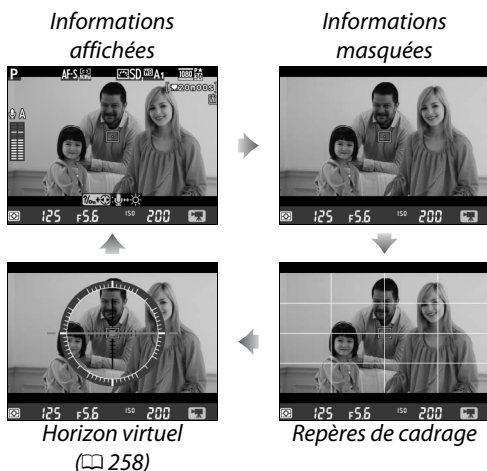 Informations
affichées
Informations
masquées
P AF-S SD A1 1080
20m00s
A
125 F5.6 ISO 200
125 F5.6 ISO 200
125 F5.6 ISO 200
125 F5.6 ISO 200
Horizon virtuel
(258)
Repères de cadrage